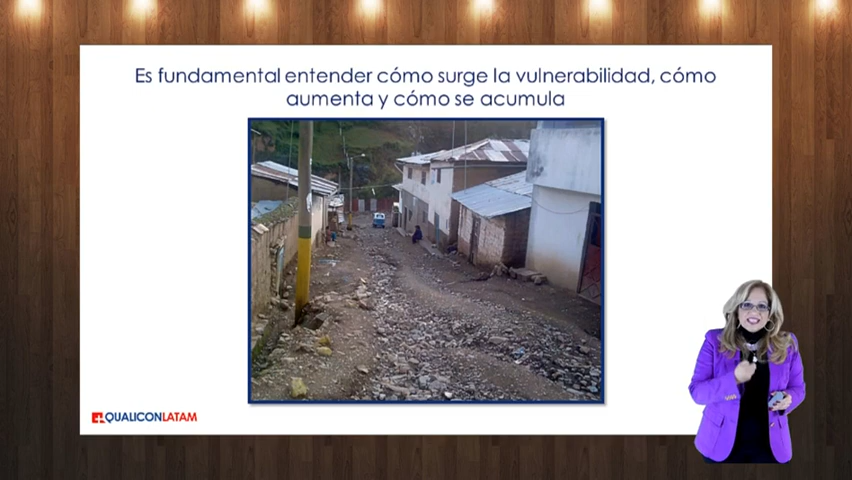 Es fundamental entender cómo surge la vulnerabilidad, cómo
aumenta y cómo se acumula
QUALICONLATAM